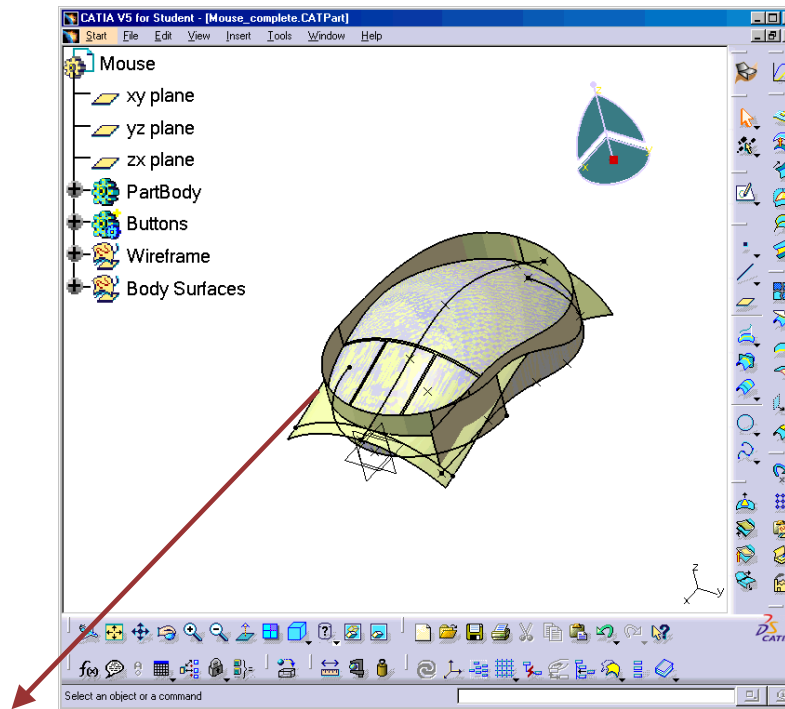 CATIA V5 for Student - [Mouse_complete.CATPart]
Start File Edit View Insert Tools Window Help
Mouse
xy plane
yz plane
zx plane
PartBody
Buttons
Wireframe
Body Surfaces
z
y
x
z
y
x
f(x)
CATIA
Select an object or a command